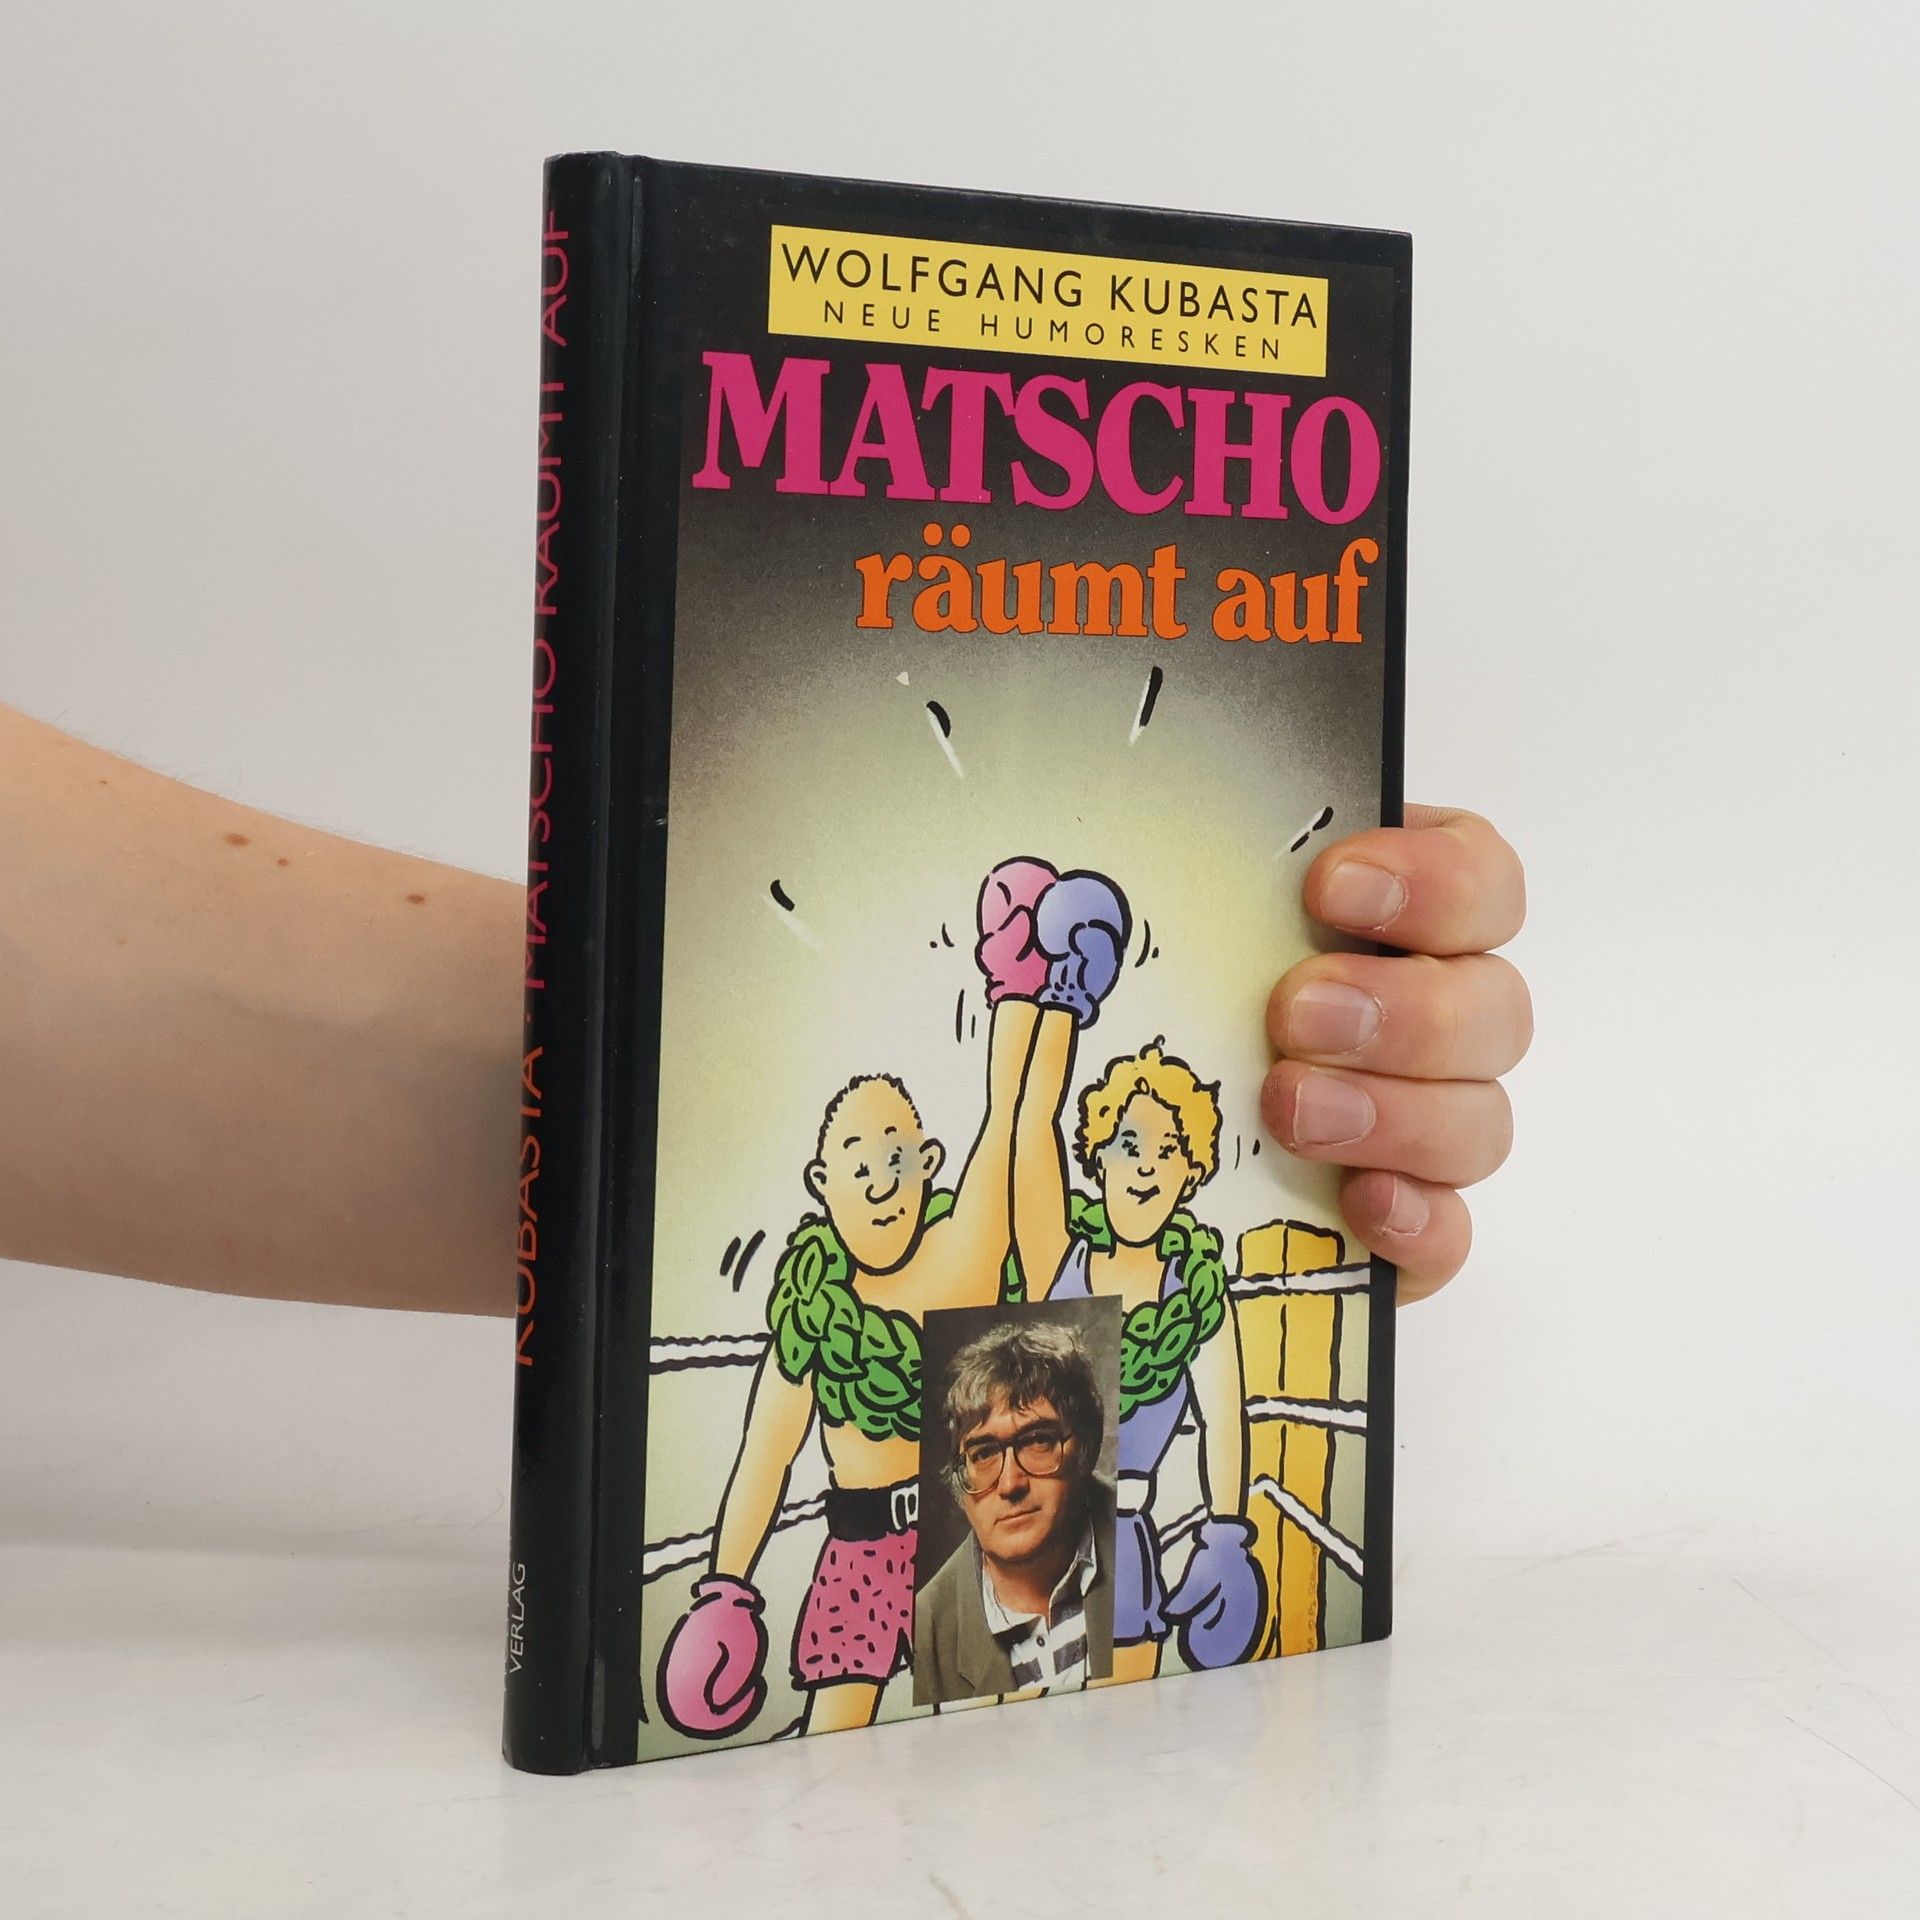 WOLFGANG KUBASTA
NEUE HUMORESKEN
MATSCHO
räumt auf
KUBASTA · MATSCHO RÄUMT AUF
VERLAG